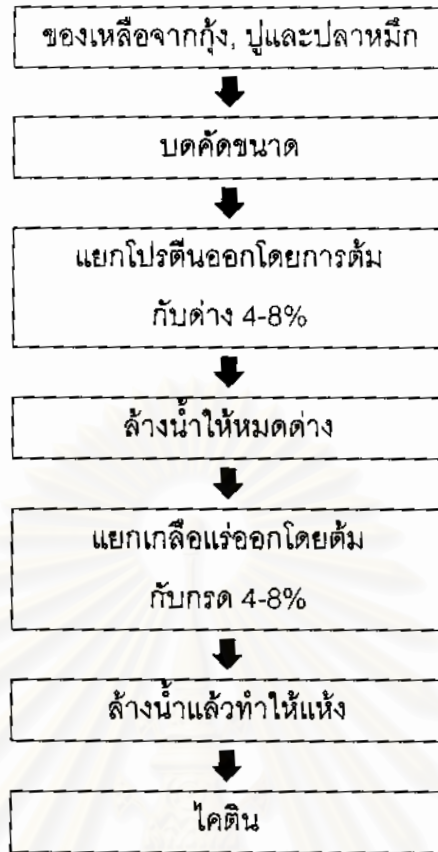 ของเหลือจากกุ้ง, ปูและปลาหมึก
บดคัดขนาด
แยกโปรตีนออกโดยการต้ม
กับด่าง 4-8%
ล้างน้ำให้หมดด่าง
แยกเกลือแร่ออกโดยต้ม
กับกรด 4-8%
ล้างน้ำแล้วทำให้แห้ง
ไคติน